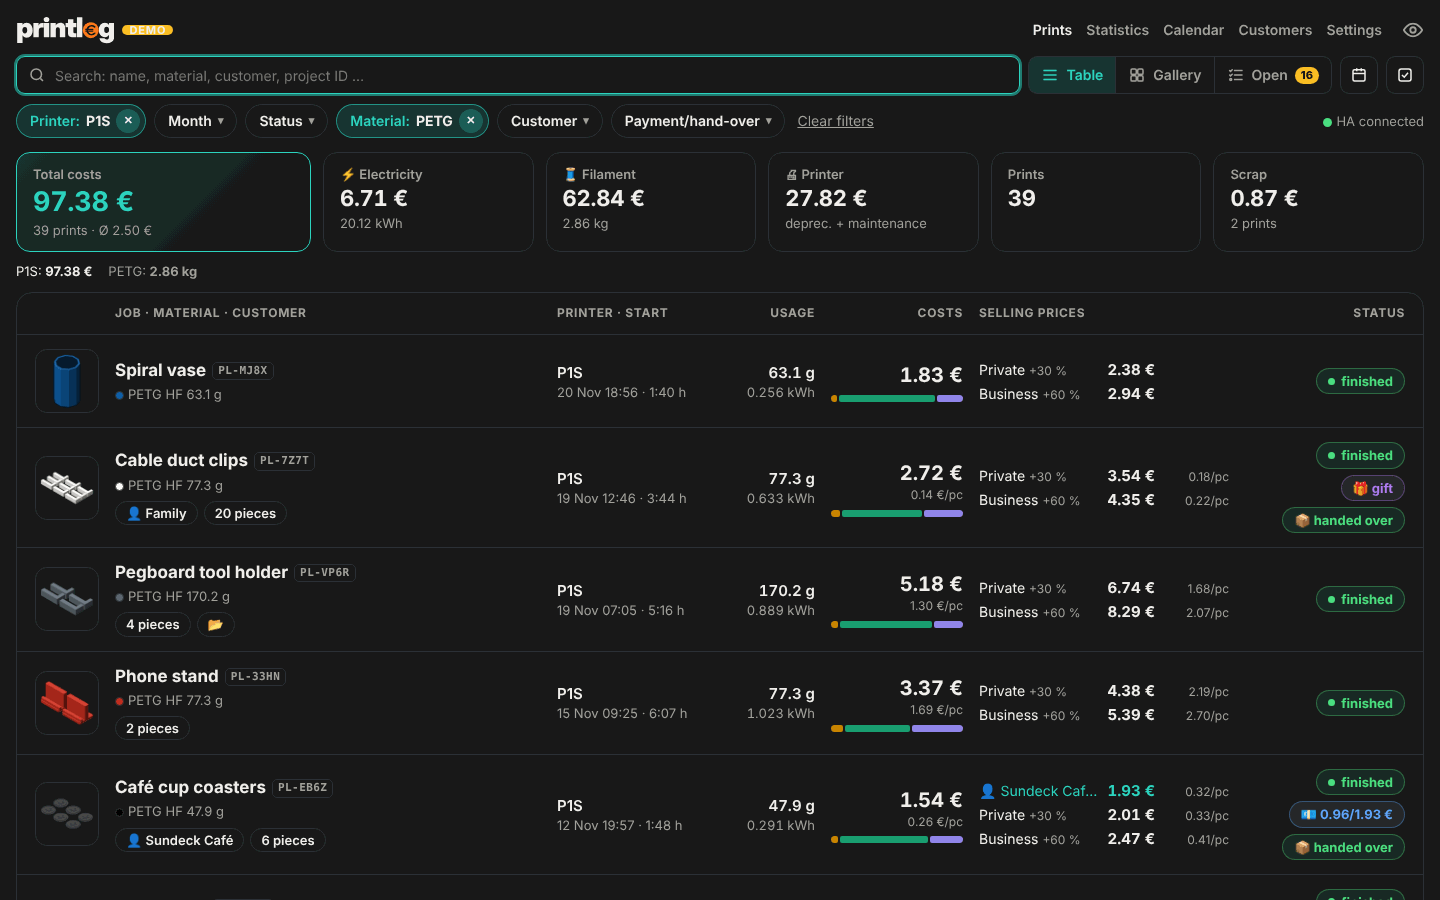 printlog DEMO
Prints Statistics Calendar Customers Settings
Search: name, material, customer, project ID ...
Table Gallery Open 16
Printer: P1S × Month ▾ Status ▾ Material: PETG × Customer ▾ Payment/hand-over ▾ Clear filters
HA connected
Total costs
97.38 €
39 prints · Ø 2.50 €
⚡ Electricity
6.71 €
20.12 kWh
🧵 Filament
62.84 €
2.86 kg
🖨 Printer
27.82 €
deprec. + maintenance
Prints
39
Scrap
0.87 €
2 prints
P1S: 97.38 € PETG: 2.86 kg
JOB · MATERIAL · CUSTOMER PRINTER · START USAGE COSTS SELLING PRICES STATUS
Spiral vase PL-MJ8X
PETG HF 63.1 g
P1S
20 Nov 18:56 · 1:40 h
63.1 g
0.256 kWh
1.83 €
Private +30 % 2.38 €
Business +60 % 2.94 €
finished
Cable duct clips PL-7Z7T
PETG HF 77.3 g
👤 Family 20 pieces
P1S
19 Nov 12:46 · 3:44 h
77.3 g
0.633 kWh
2.72 €
0.14 €/pc
Private +30 % 3.54 € 0.18/pc
Business +60 % 4.35 € 0.22/pc
finished
🎁 gift
📦 handed over
Pegboard tool holder PL-VP6R
PETG HF 170.2 g
4 pieces 📂
P1S
19 Nov 07:05 · 5:16 h
170.2 g
0.889 kWh
5.18 €
1.30 €/pc
Private +30 % 6.74 € 1.68/pc
Business +60 % 8.29 € 2.07/pc
finished
Phone stand PL-33HN
PETG HF 77.3 g
2 pieces
P1S
15 Nov 09:25 · 6:07 h
77.3 g
1.023 kWh
3.37 €
1.69 €/pc
Private +30 % 4.38 € 2.19/pc
Business +60 % 5.39 € 2.70/pc
finished
Café cup coasters PL-EB6Z
PETG HF 47.9 g
👤 Sundeck Café 6 pieces
P1S
12 Nov 19:57 · 1:48 h
47.9 g
0.291 kWh
1.54 €
0.26 €/pc
👤 Sundeck Caf... 1.93 € 0.32/pc
Private +30 % 2.01 € 0.33/pc
Business +60 % 2.47 € 0.41/pc
finished
💶 0.96/1.93 €
📦 handed over